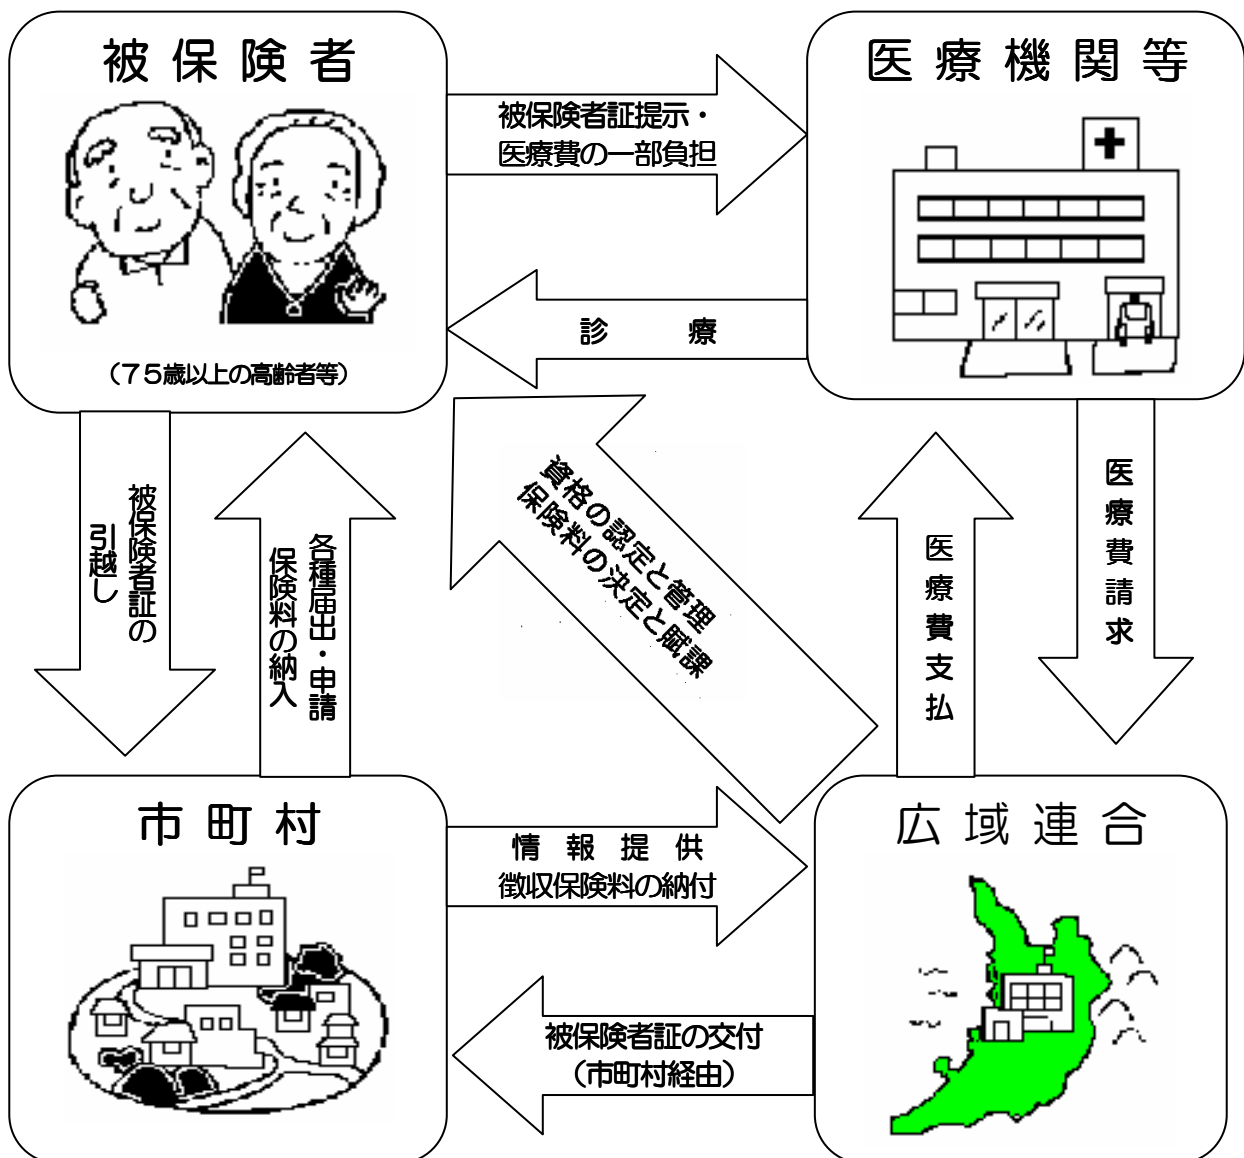 被保険者
医療機関等
被保険者証提示・
医療費の一部負担
診療
（７５歳以上の高齢者等）
被保険者証の
引越し
各種届出・申請
保険料の納入
資格の認定と管理
保険料の決定と賦課
医療費支払
医療費請求
市町村
広域連合
情報提供
徴収保険料の納付
被保険者証の交付
（市町村経由）